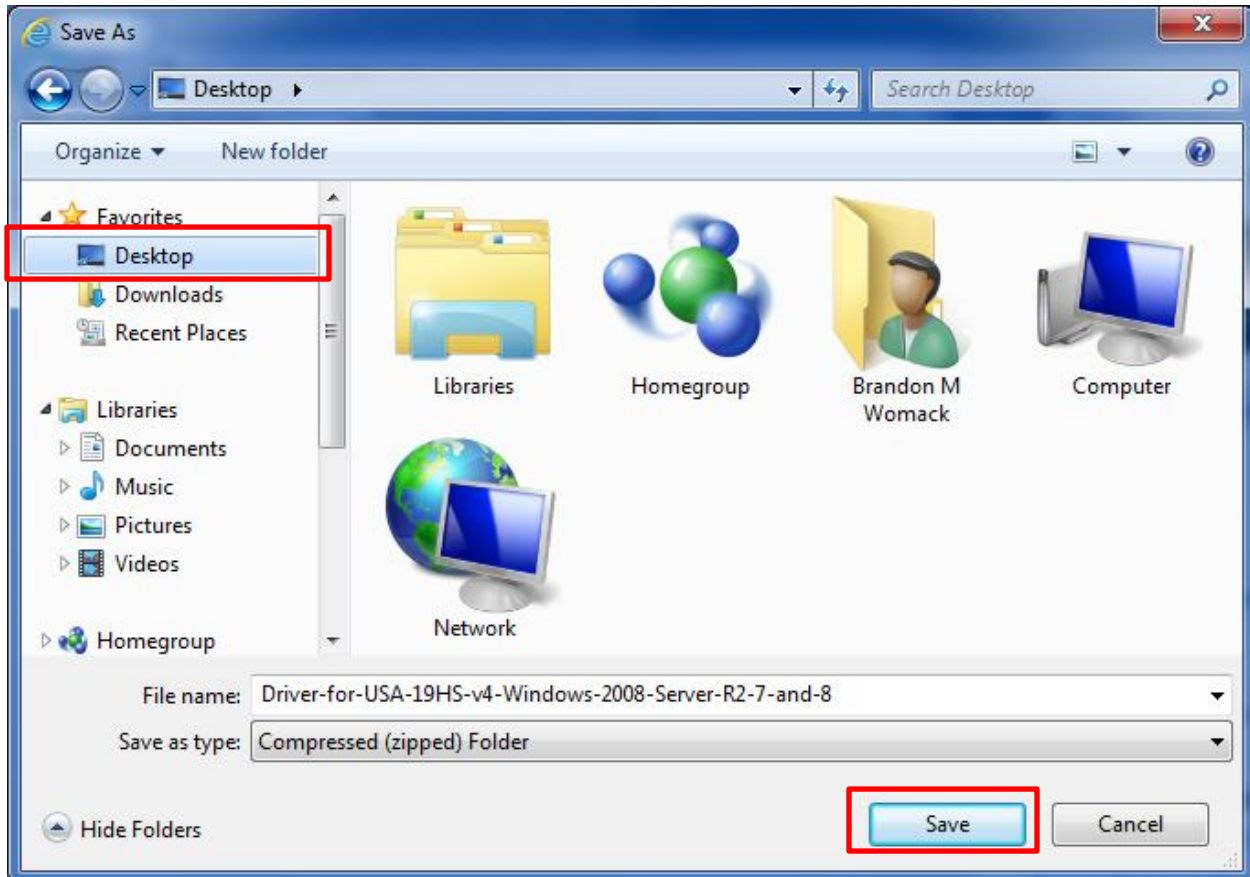 Save As
Desktop
Search Desktop
Organize
New folder
Favorites
Desktop
Downloads
Recent Places
Libraries
Documents
Music
Pictures
Videos
Homegroup
Libraries
Homegroup
Brandon M
Womack
Computer
Network
File name: Driver-for-USA-19HS-v4-Windows-2008-Server-R2-7-and-8
Save as type: Compressed (zipped) Folder
Hide Folders
Save
Cancel